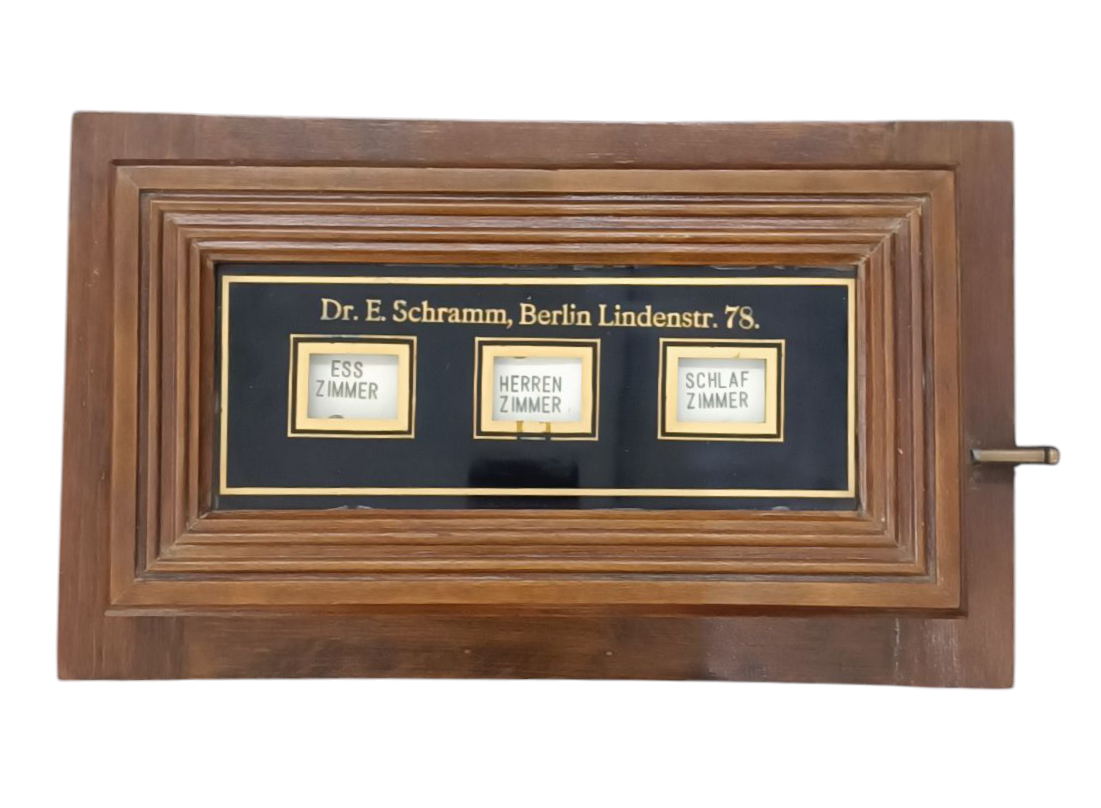 Dr. E. Schramm, Berlin Lindenstr. 78.
ESS
ZIMMER
HERREN
ZIMMER
SCHLAF
ZIMMER